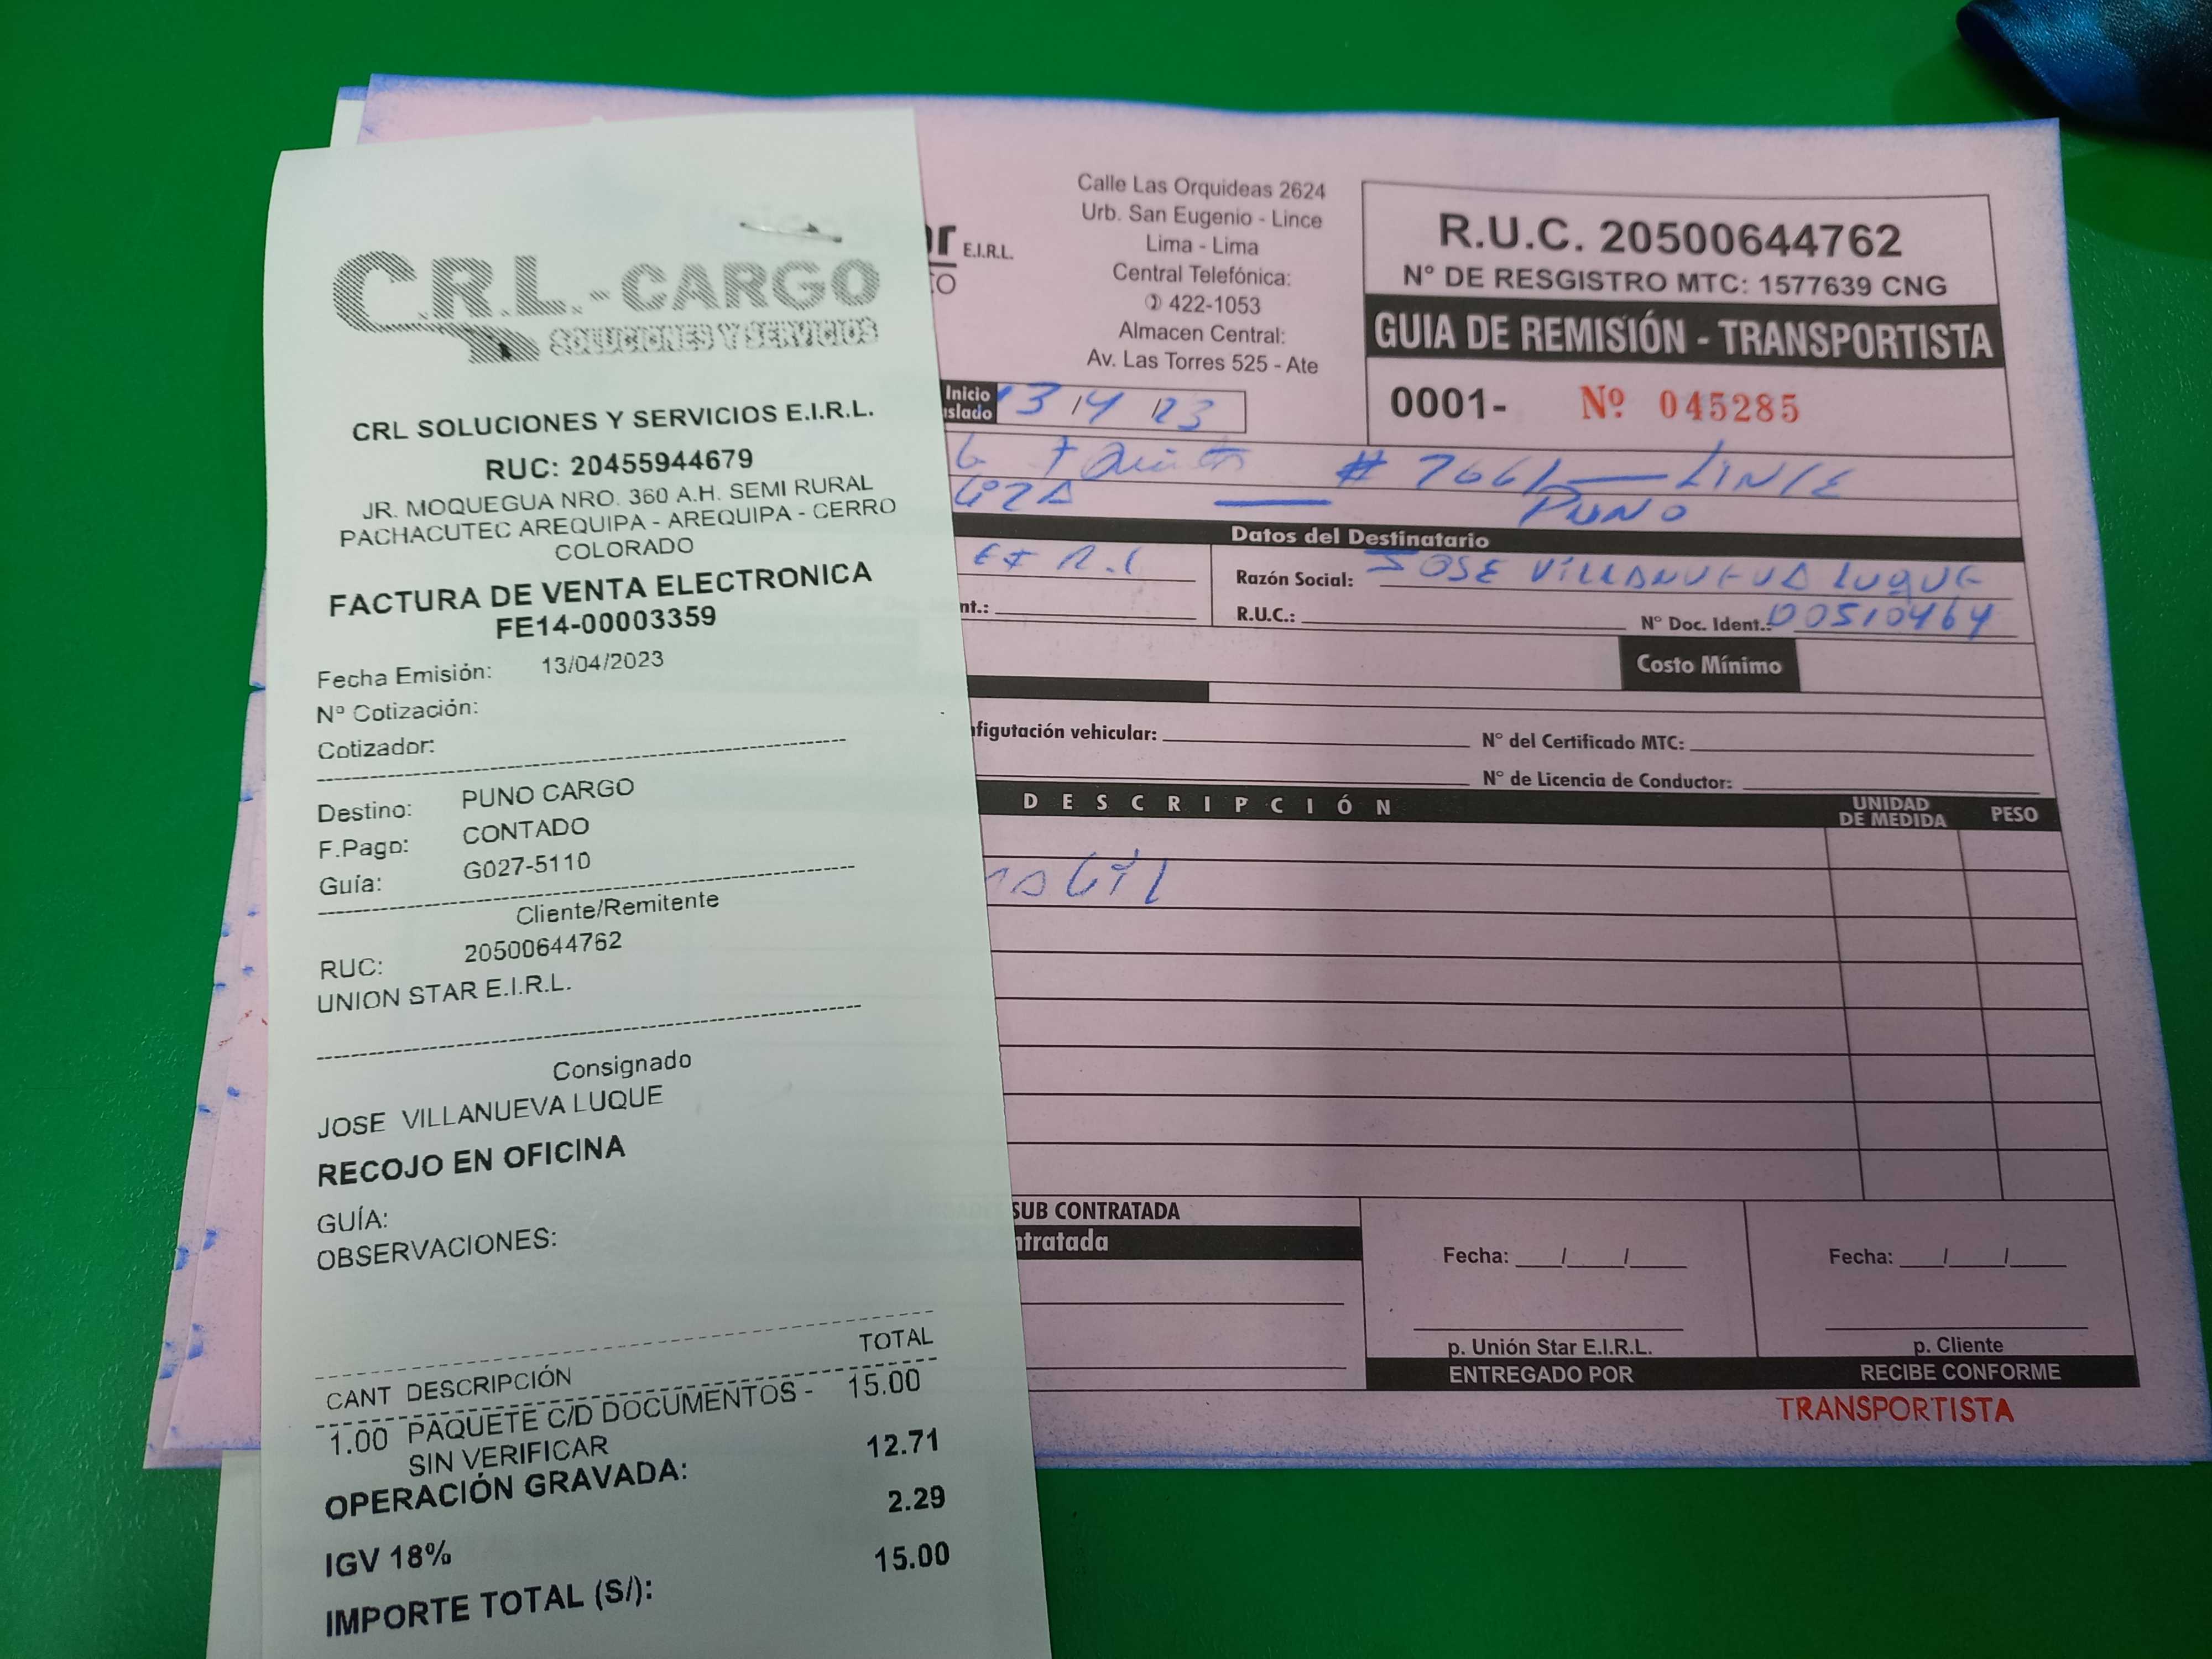 C.R.L.-CARGO
SOLUCIONES Y SERVICIOS
CRL SOLUCIONES Y SERVICIOS E.I.R.L.
RUC: 20455944679
JR. MOQUEGUA NRO. 360 A.H. SEMI RURAL
PACHACUTEC AREQUIPA - AREQUIPA - CERRO
COLORADO
FACTURA DE VENTA ELECTRONICA
FE14-00003359
Fecha Emisión: 13/04/2023
Nº Cotización:
Cotizador:
Destino: PUNO CARGO
F.Pago: CONTADO
Guía: G027-5110
Cliente/Remitente
RUC: 20500644762
UNION STAR E.I.R.L.
Consignado
JOSE VILLANUEVA LUQUE
RECOJO EN OFICINA
GUÍA:
OBSERVACIONES:
CANT DESCRIPCIÓN TOTAL
1.00 PAQUETE C/D DOCUMENTOS - 15.00
SIN VERIFICAR
OPERACIÓN GRAVADA: 12.71
IGV 18% 2.29
IMPORTE TOTAL (S/): 15.00
E.I.R.L.
Calle Las Orquideas 2624
Urb. San Eugenio - Lince
Lima - Lima
Central Telefónica:
422-1053
Almacen Central:
Av. Las Torres 525 - Ate
R.U.C. 20500644762
N° DE RESGISTRO MTC: 1577639 CNG
GUIA DE REMISIÓN - TRANSPORTISTA
0001- Nº 045285
Inicio
slado 13/4/23
LINCE
PUNO
Datos del Destinatario
EIRL
Razón Social: JOSE VILLANUEVA LUQUE
nt.:
R.U.C.: N° Doc. Ident.: 00510464
Costo Mínimo
nfigutación vehicular: N° del Certificado MTC:
N° de Licencia de Conductor:
DESCRIPCIÓN UNIDAD DE MEDIDA PESO
SUB CONTRATADA
ntratada
Fecha: / / Fecha: / /
p. Unión Star E.I.R.L. p. Cliente
ENTREGADO POR RECIBE CONFORME
TRANSPORTISTA